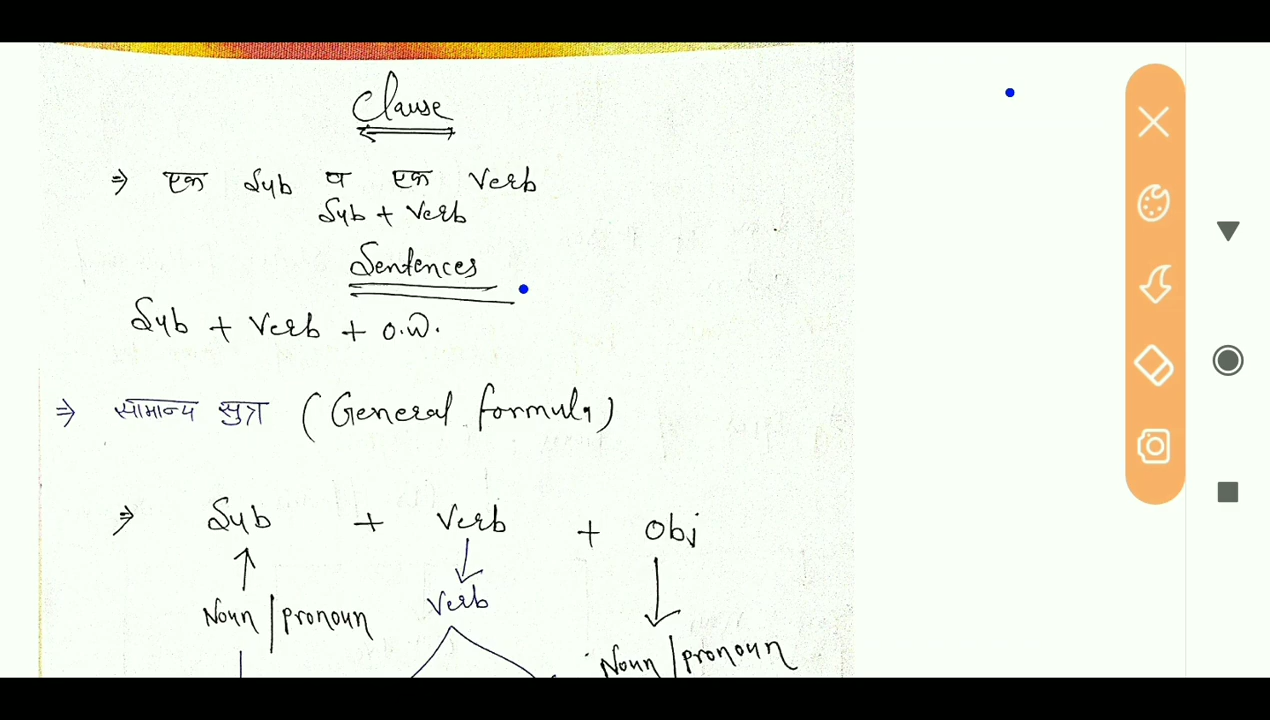 Clause
⇒ एक Sub व एक Verb
Sub + Verb
Sentences
Sub + Verb + O.W.
⇒ सामान्य सुत्र (General formula)
⇒ Sub + Verb + Obj
Noun/pronoun Verb Noun/pronoun